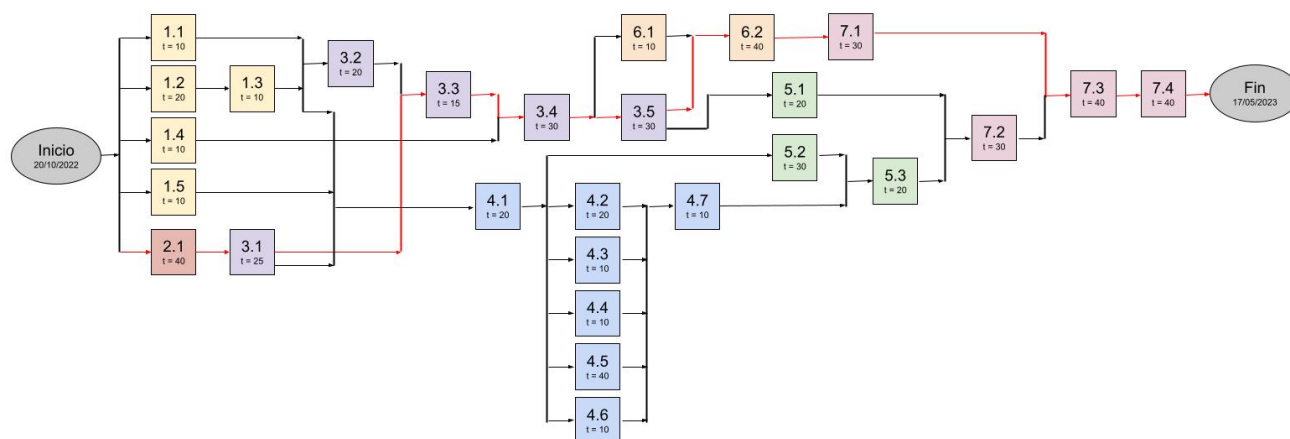 Inicio
20/10/2022
1.1
t = 10
1.2
t = 20
1.3
t = 10
1.4
t = 10
1.5
t = 10
2.1
t = 40
3.1
t = 25
3.2
t = 20
3.3
t = 15
3.4
t = 30
3.5
t = 30
6.1
t = 10
6.2
t = 40
7.1
t = 30
5.1
t = 20
5.2
t = 30
5.3
t = 20
4.1
t = 20
4.2
t = 20
4.3
t = 10
4.4
t = 10
4.5
t = 40
4.6
t = 10
4.7
t = 10
7.2
t = 30
7.3
t = 40
7.4
t = 40
Fin
17/05/2023